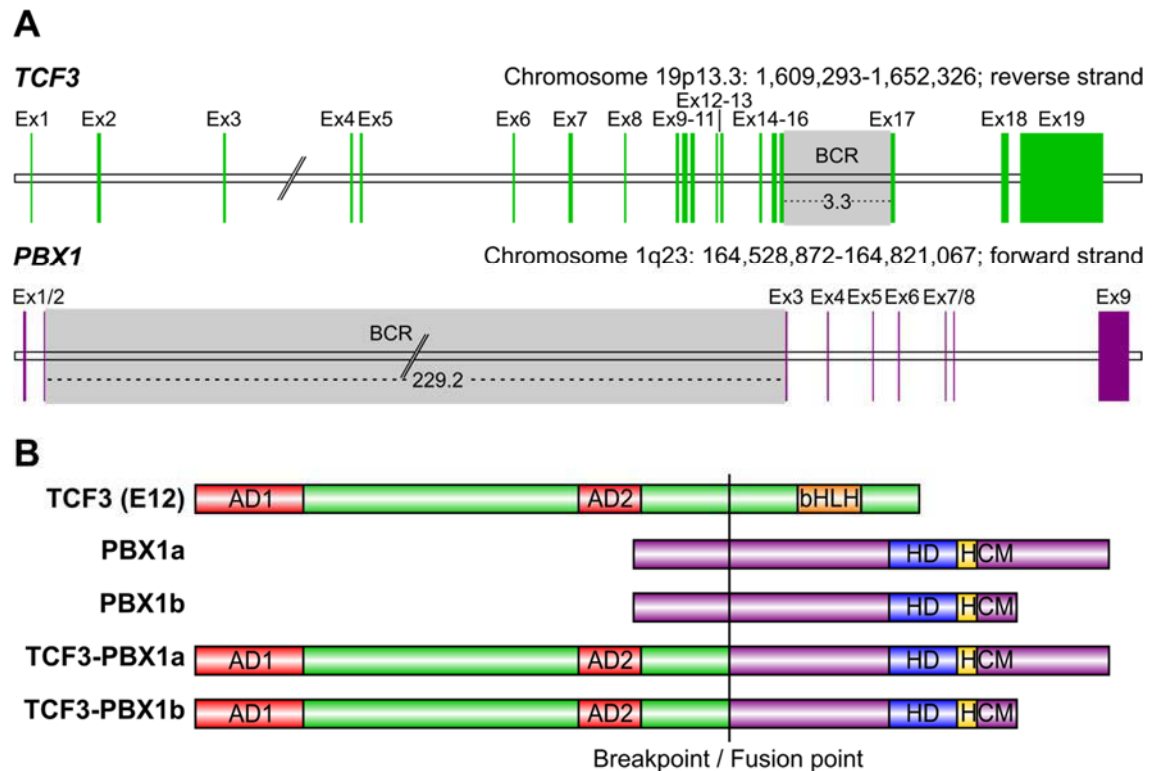 A
TCF3 Chromosome 19p13.3: 1,609,293-1,652,326; reverse strand
Ex12-13
Ex1 Ex2 Ex3 Ex4 Ex5 Ex6 Ex7 Ex8 Ex9-11 Ex14-16 Ex17 Ex18 Ex19
BCR
3.3
PBX1 Chromosome 1q23: 164,528,872-164,821,067; forward strand
Ex1/2 Ex3 Ex4 Ex5 Ex6 Ex7/8 Ex9
BCR
229.2
B
TCF3 (E12) AD1 AD2 bHLH
PBX1a HD HCM
PBX1b HD HCM
TCF3-PBX1a AD1 AD2 HD HCM
TCF3-PBX1b AD1 AD2 HD HCM
Breakpoint / Fusion point